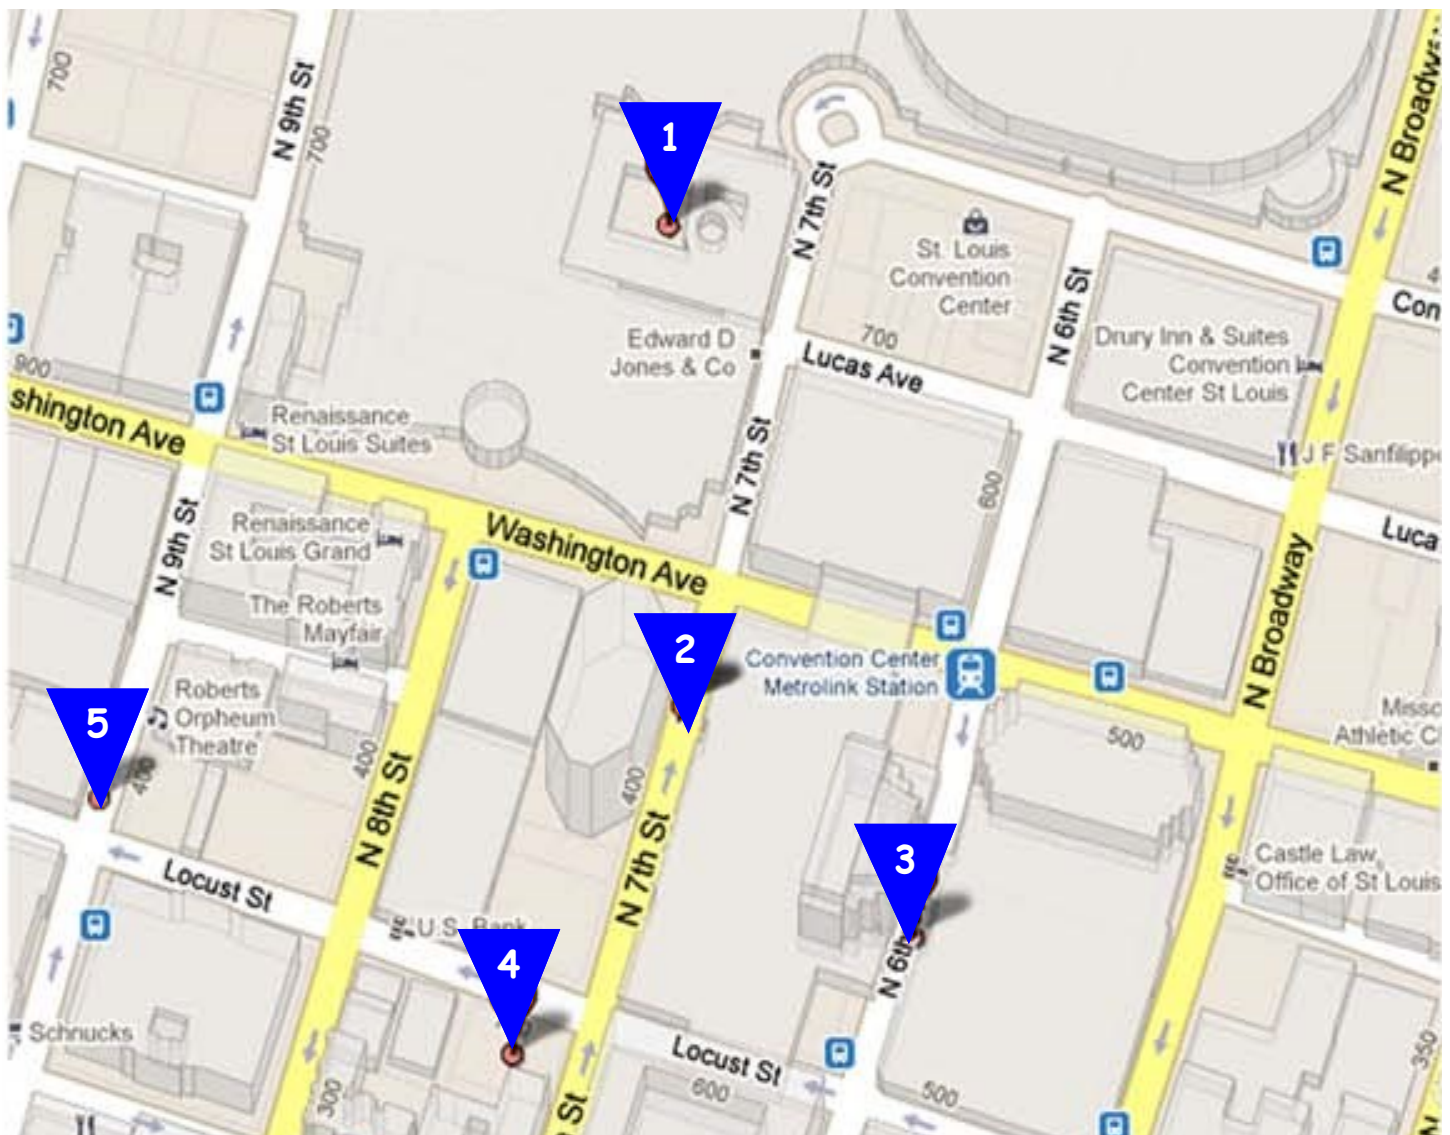 700
N 9th St
700
1
N 7th St
St. Louis
Convention
Center
N 6th St
N Broadw
Con
Edward D
Jones & Co
700
Lucas Ave
Drury Inn & Suites
Convention
Center St Louis
900
shington Ave
Renaissance
St Louis Suites
N 7th St
600
J F Sanfilipp
Luca
Renaissance
St Louis Grand
N 9th St
Washington Ave
N Broadway
The Roberts
Mayfair
2
Convention Center
Metrolink Station
5
Roberts
Orpheum
Theatre
400
400
N 8th St
400
500
Athletic C
N 7th St
3
Castle Law,
Office of St Louis
Locust St
U.S. Bank
4
N 6th
Schnucks
Locust St
600
500
300
350
St
N